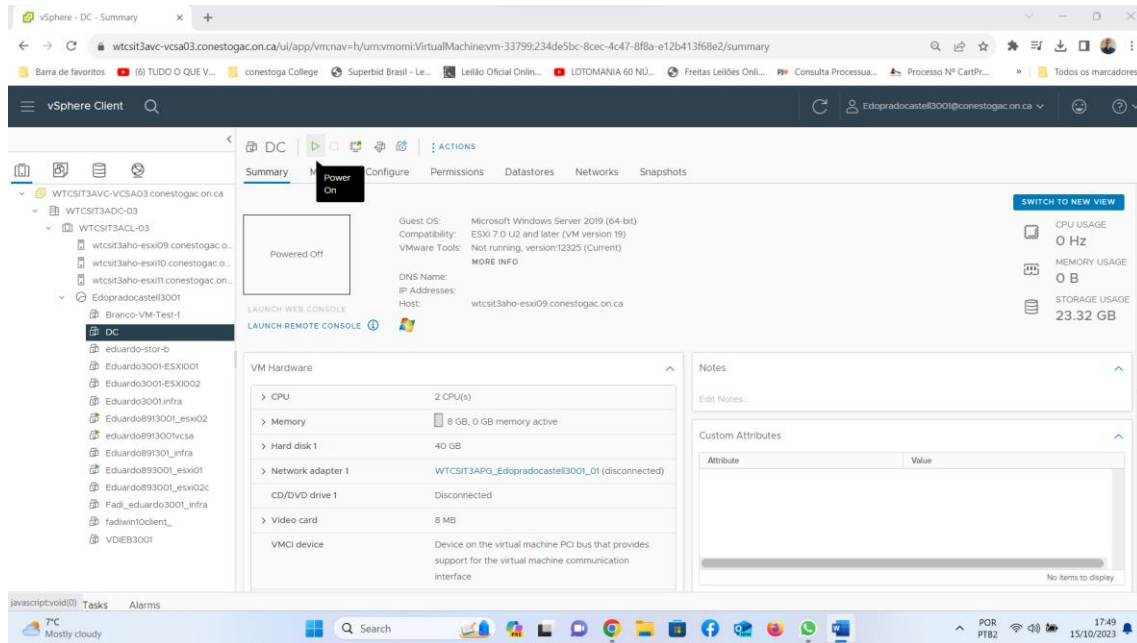 vSphere - DC - Summary
wtcsit3avc-vcsa03.conestogac.on.ca/ui/app/vm;nav=h/urn:vmomi:VirtualMachine:vm-33799:234de5bc-8cec-4c47-8f8a-e12b413f68e2/summary
Barra de favoritos (6) TUDO O QUE V... conestoga College Superbid Brasil - Le... Leilão Oficial Onlin... LOTOMANIA 60 NÚ... Freitas Leilões Onli... Consulta Processua... Processo Nº CartPr... » Todos os marcadores
vSphere Client
Edopradocastell3001@conestogac.on.ca
DC
ACTIONS
Summary M Configure Permissions Datastores Networks Snapshots
Power On
WTCSIT3AVC-VCSA03.conestogac.on.ca
WTCSIT3ADC-03
WTCSIT3ACL-03
wtcsit3aho-esxi09.conestogac.o...
wtcsit3aho-esxi10.conestogac.o...
wtcsit3aho-esxi11.conestogac.on...
Edopradocastell3001
Branco-VM-Test-1
DC
eduardo-stor-b
Eduardo3001-ESXI001
Eduardo3001-ESXI002
Eduardo3001.infra
Eduardo8913001_esxi02
eduardo8913001vcsa
Eduardo891301_infra
Eduardo893001_esxi01
Eduardo893001_esxi02c
Fadi_eduardo3001_infra
fadiwin10client_
VDIEB3001
Powered Off
LAUNCH WEB CONSOLE
LAUNCH REMOTE CONSOLE
Guest OS: Microsoft Windows Server 2019 (64-bit)
Compatibility: ESXi 7.0 U2 and later (VM version 19)
VMware Tools: Not running, version:12325 (Current)
MORE INFO
DNS Name:
IP Addresses:
Host: wtcsit3aho-esxi09.conestogac.on.ca
SWITCH TO NEW VIEW
CPU USAGE
0 Hz
MEMORY USAGE
0 B
STORAGE USAGE
23.32 GB
VM Hardware
> CPU 2 CPU(s)
> Memory 8 GB, 0 GB memory active
> Hard disk 1 40 GB
> Network adapter 1 WTCSIT3APG_Edopradocastell3001_01 (disconnected)
CD/DVD drive 1 Disconnected
> Video card 8 MB
VMCI device Device on the virtual machine PCI bus that provides
support for the virtual machine communication
interface
Notes
Edit Notes...
Custom Attributes
Attribute Value
No items to display
javascript:void(0) Tasks Alarms
7°C
Mostly cloudy
Search
POR
PTB2
17:49
15/10/2023